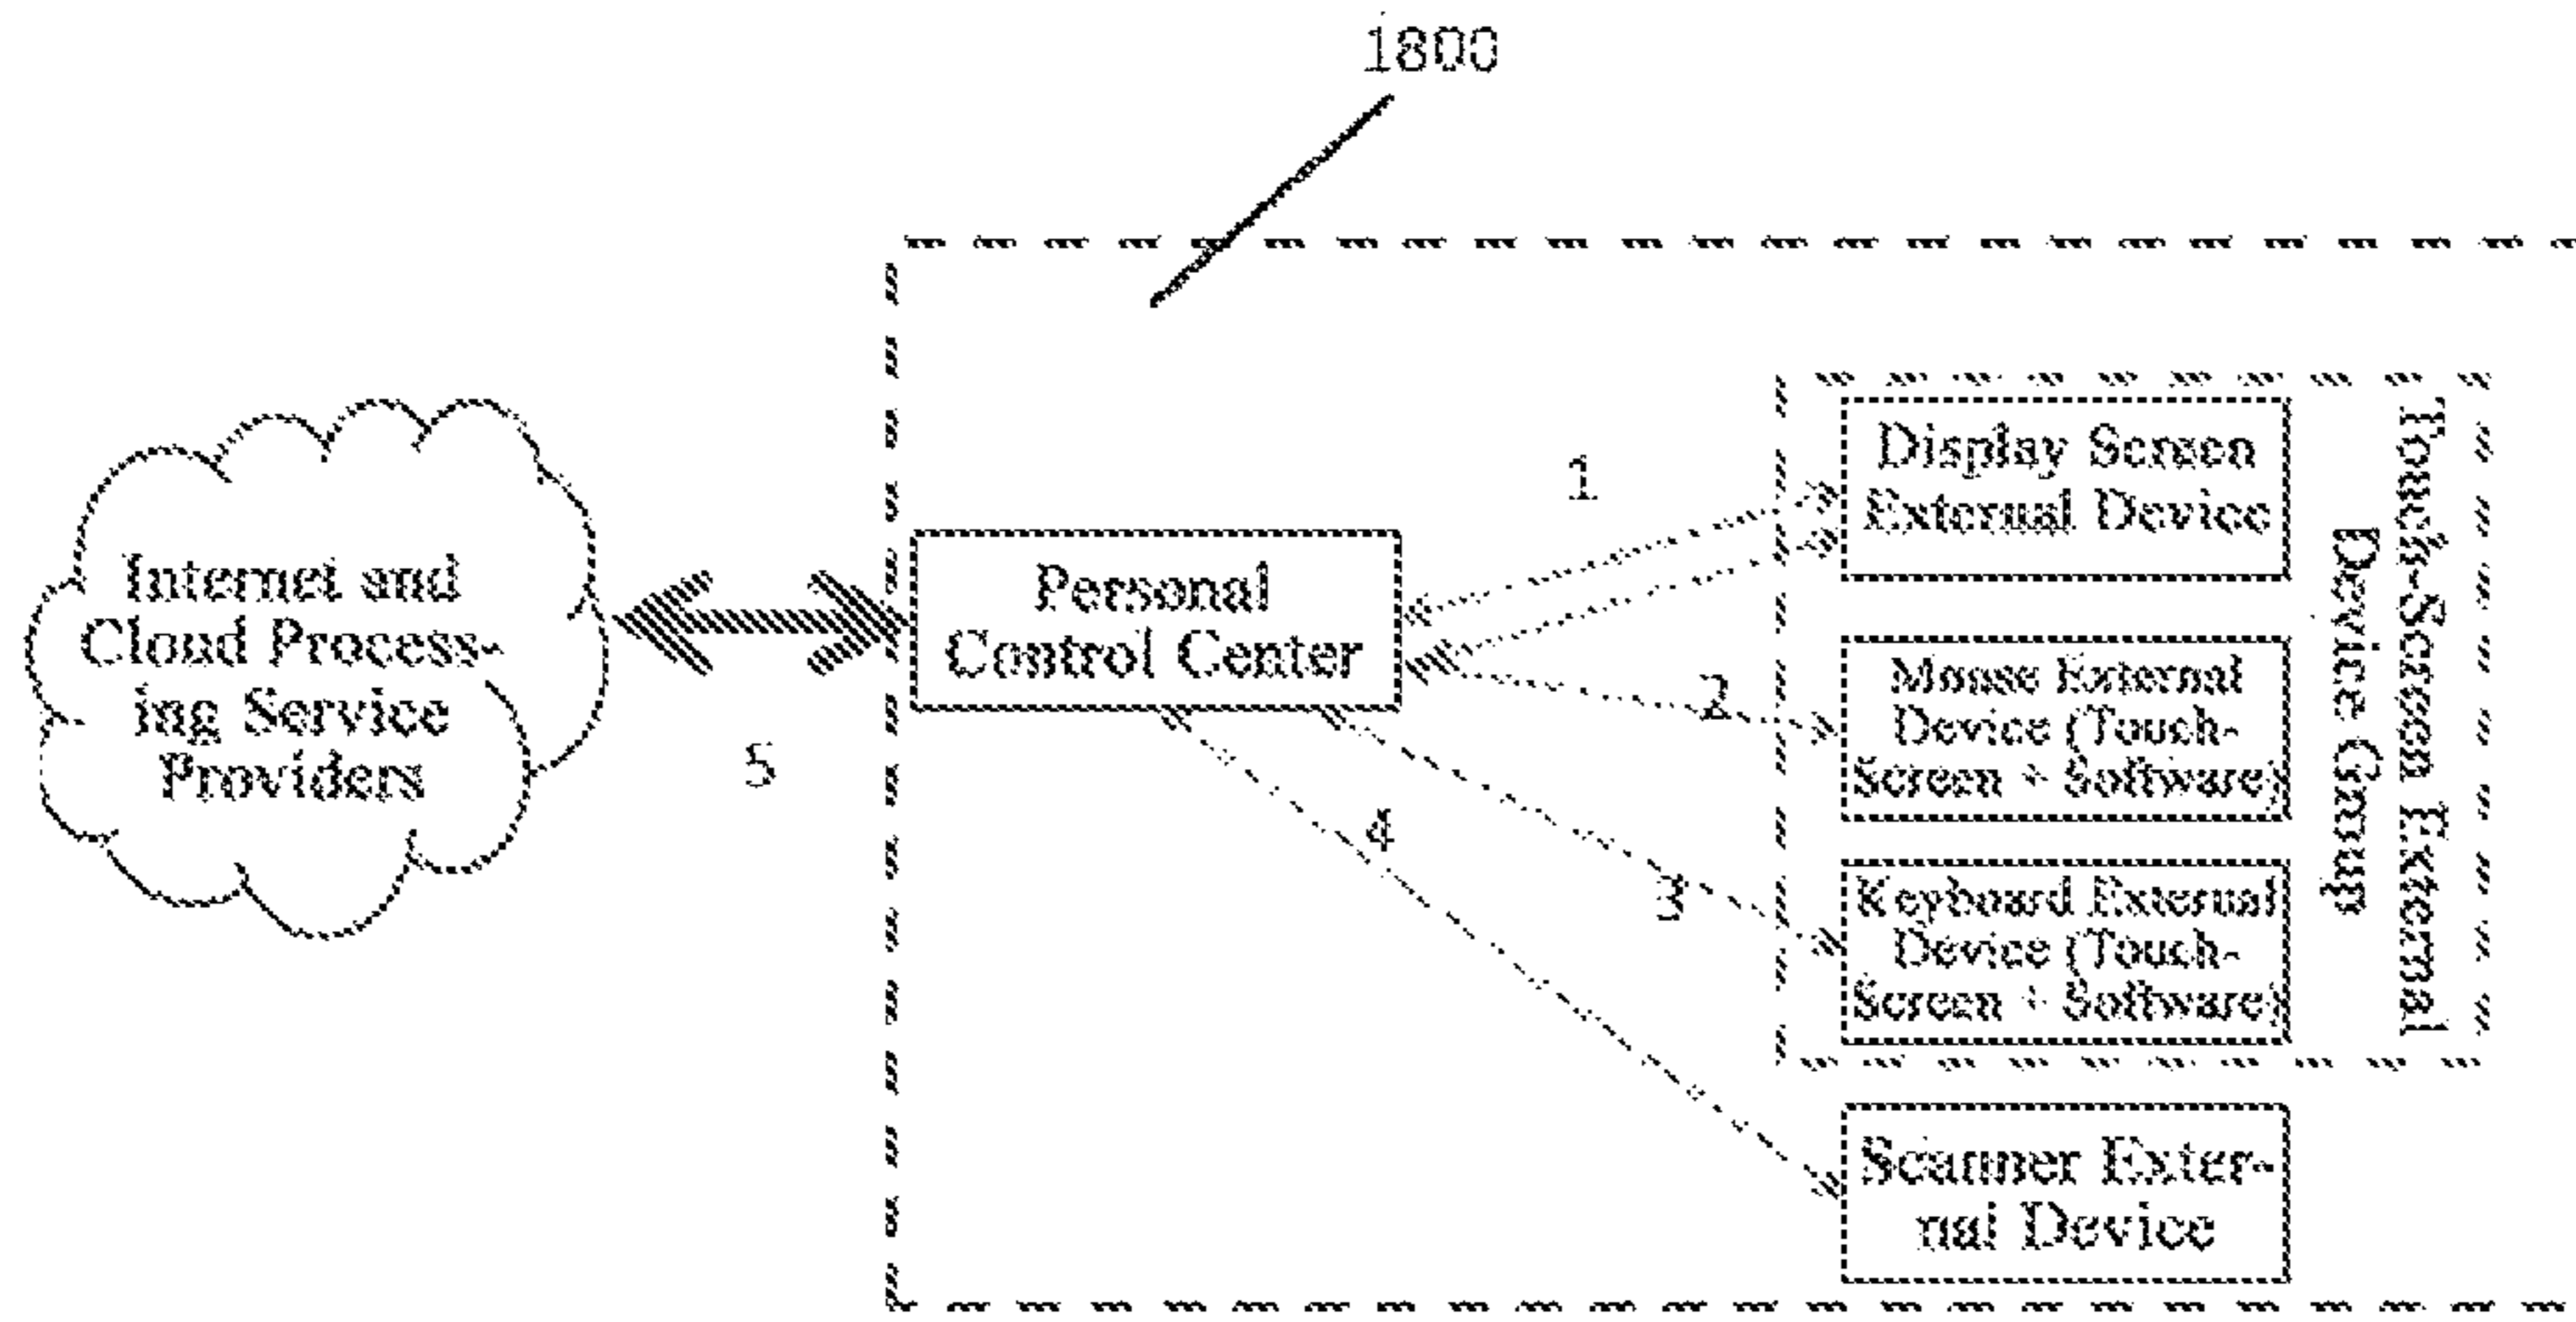 1800
Internet and
Cloud Process-
ing Service
Providers
5
Personal
Control Center
1
2
3
4
Display Screen
External Device
Mouse External
Device (Touch-
Screen + Software)
Keyboard External
Device (Touch-
Screen + Software)
Touch-Screen External
Device Group
Scanner Exter-
nal Device